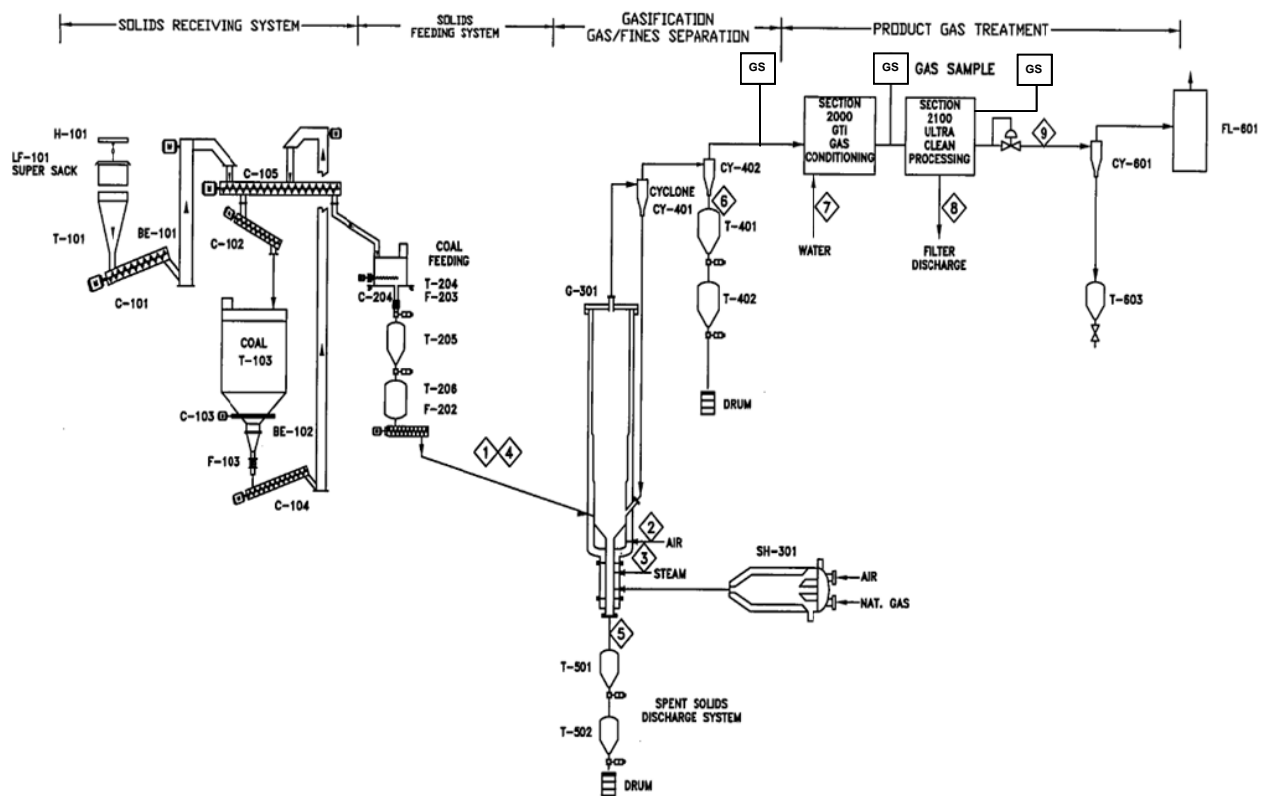 SOLIDS RECEIVING SYSTEM
SOLIDS
FEEDING SYSTEM
GASIFICATION
GAS/FINES SEPARATION
PRODUCT GAS TREATMENT
GS
GS
GAS SAMPLE
GS
H-101
LF-101
SUPER SACK
T-101
C-101
BE-101
C-105
C-102
COAL
T-103
C-103
BE-102
F-103
C-104
COAL
FEEDING
T-204
C-204
F-203
T-205
T-206
F-202
1
4
G-301
CYCLONE
CY-401
CY-402
6
T-401
T-402
DRUM
SECTION
2000
GTI
GAS
CONDITIONING
7
WATER
SECTION
2100
ULTRA
CLEAN
PROCESSING
8
FILTER
DISCHARGE
9
CY-601
FL-601
T-603
2
AIR
3
STEAM
SH-301
AIR
NAT. GAS
5
T-501
SPENT SOLIDS
DISCHARGE SYSTEM
T-502
DRUM